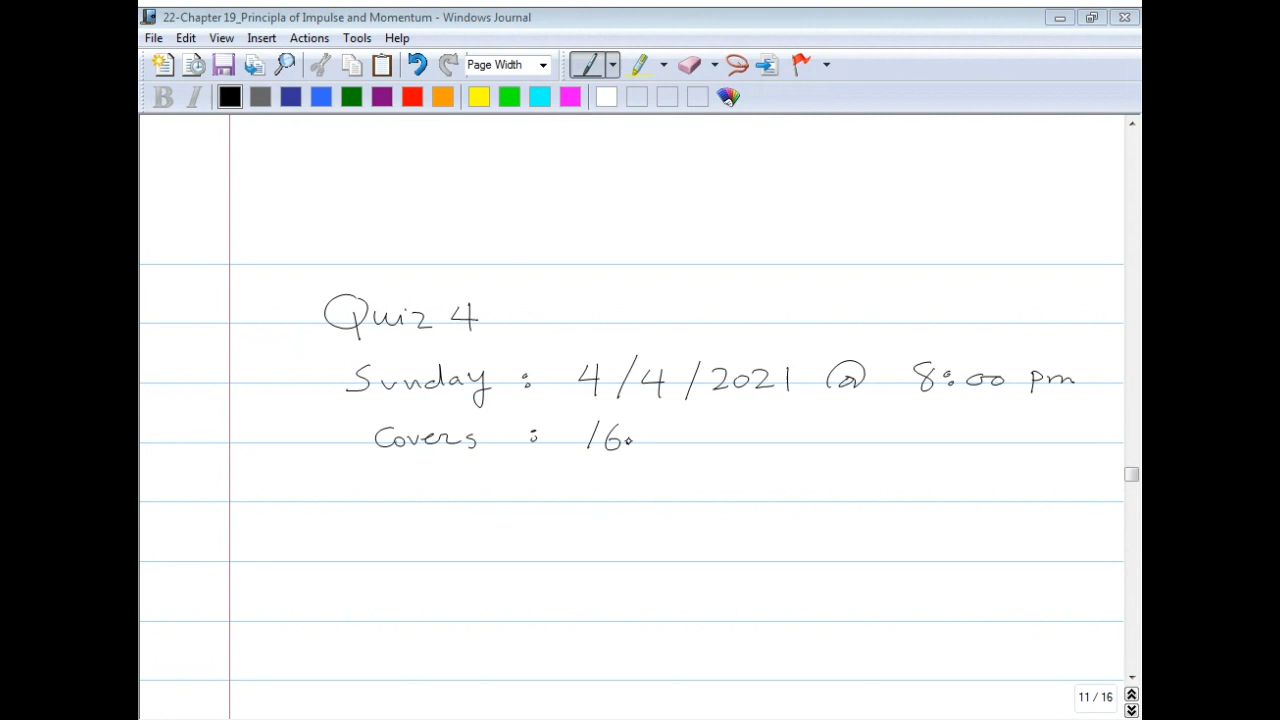 22-Chapter 19_Principla of Impulse and Momentum - Windows Journal
File Edit View Insert Actions Tools Help
Page Width
B I
Quiz 4
Sunday : 4/4/2021 @ 8:00 pm
Covers : 16.
11 / 16